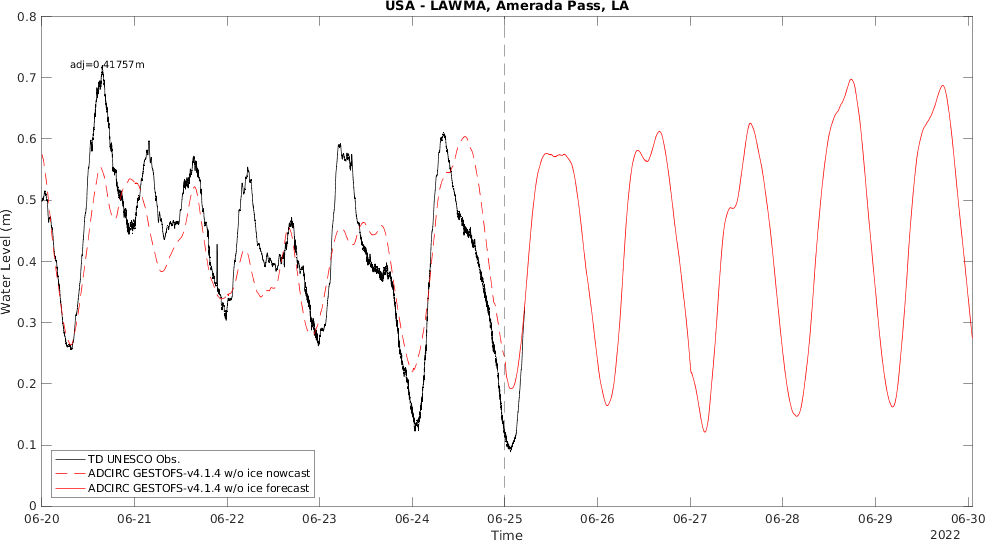 USA - LAWMA, Amerada Pass, LA
0.8
adj=0.41757m
0.7
0.6
0.5
0.4
0.3
0.2
0.1
0
Water Level (m)
TD UNESCO Obs.
ADCIRC GESTOFS-v4.1.4 w/o ice nowcast
ADCIRC GESTOFS-v4.1.4 w/o ice forecast
06-20 06-21 06-22 06-23 06-24 06-25 06-26 06-27 06-28 06-29 06-30
Time
2022